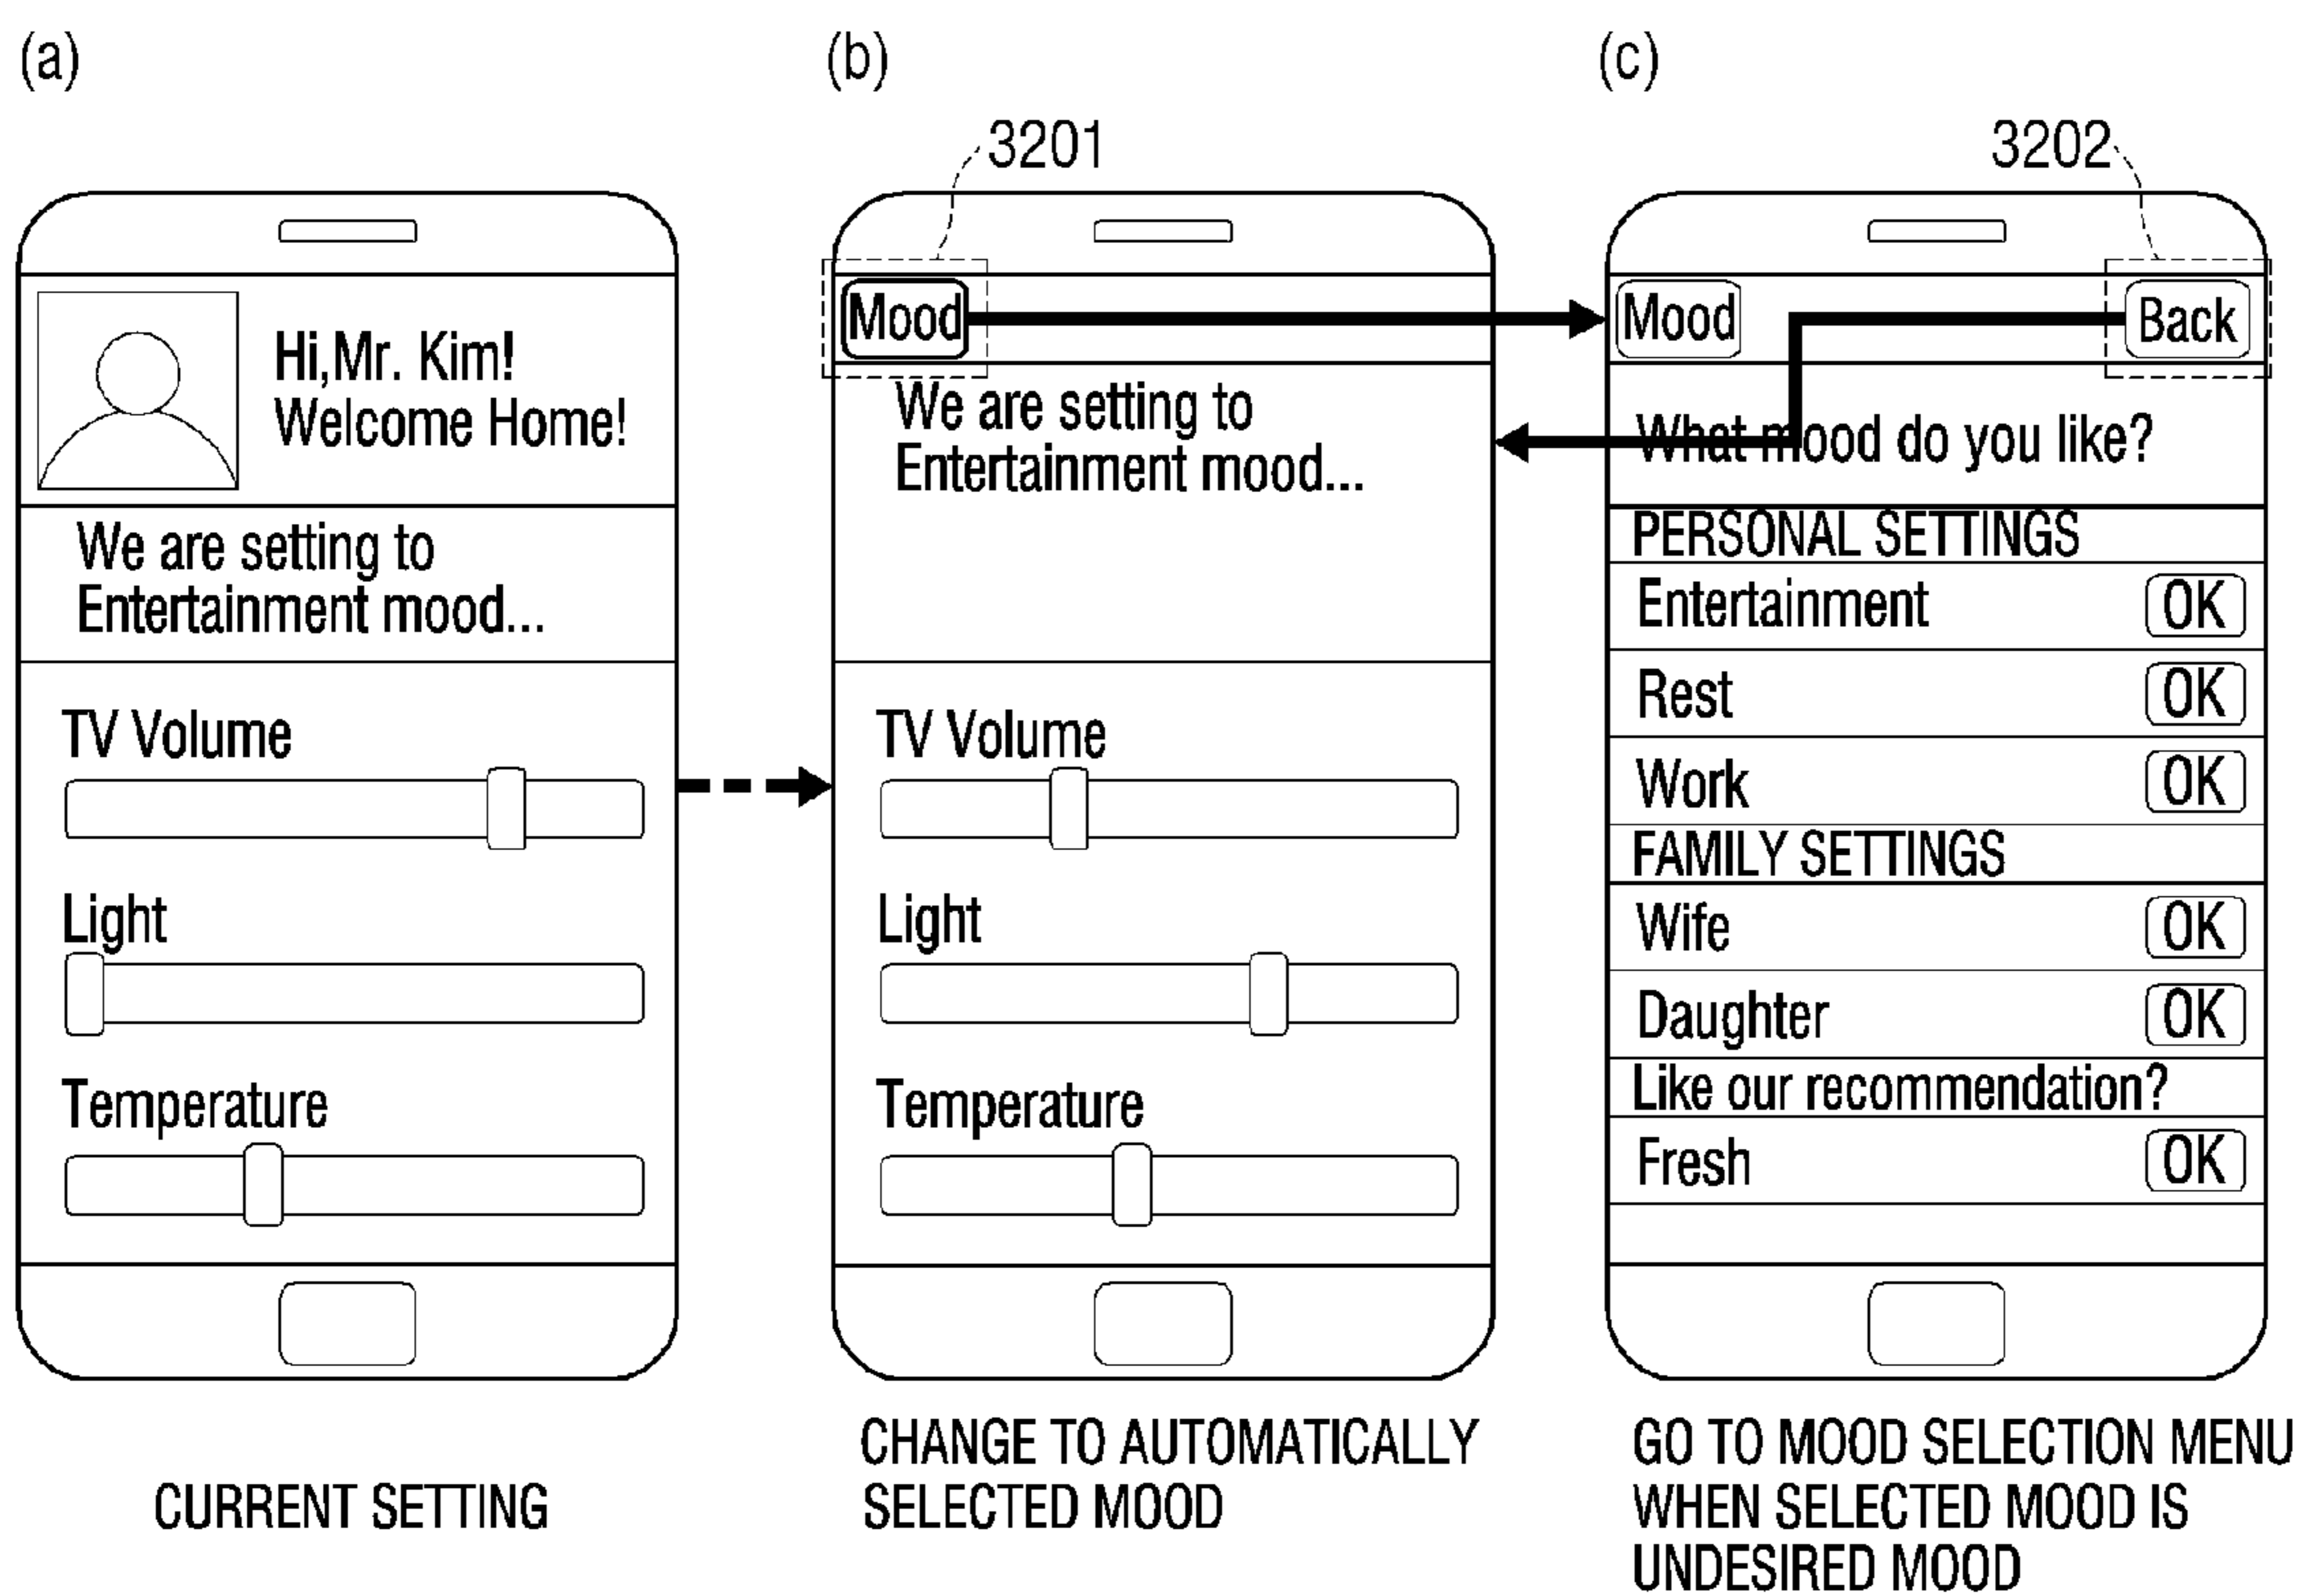 (a)
Hi,Mr. Kim!
Welcome Home!
We are setting to
Entertainment mood...
TV Volume
Light
Temperature
CURRENT SETTING
(b)
3201
Mood
We are setting to
Entertainment mood...
TV Volume
Light
Temperature
CHANGE TO AUTOMATICALLY
SELECTED MOOD
(c)
3202
Mood Back
What mood do you like?
PERSONAL SETTINGS
Entertainment OK
Rest OK
Work OK
FAMILY SETTINGS
Wife OK
Daughter OK
Like our recommendation?
Fresh OK
GO TO MOOD SELECTION MENU
WHEN SELECTED MOOD IS
UNDESIRED MOOD